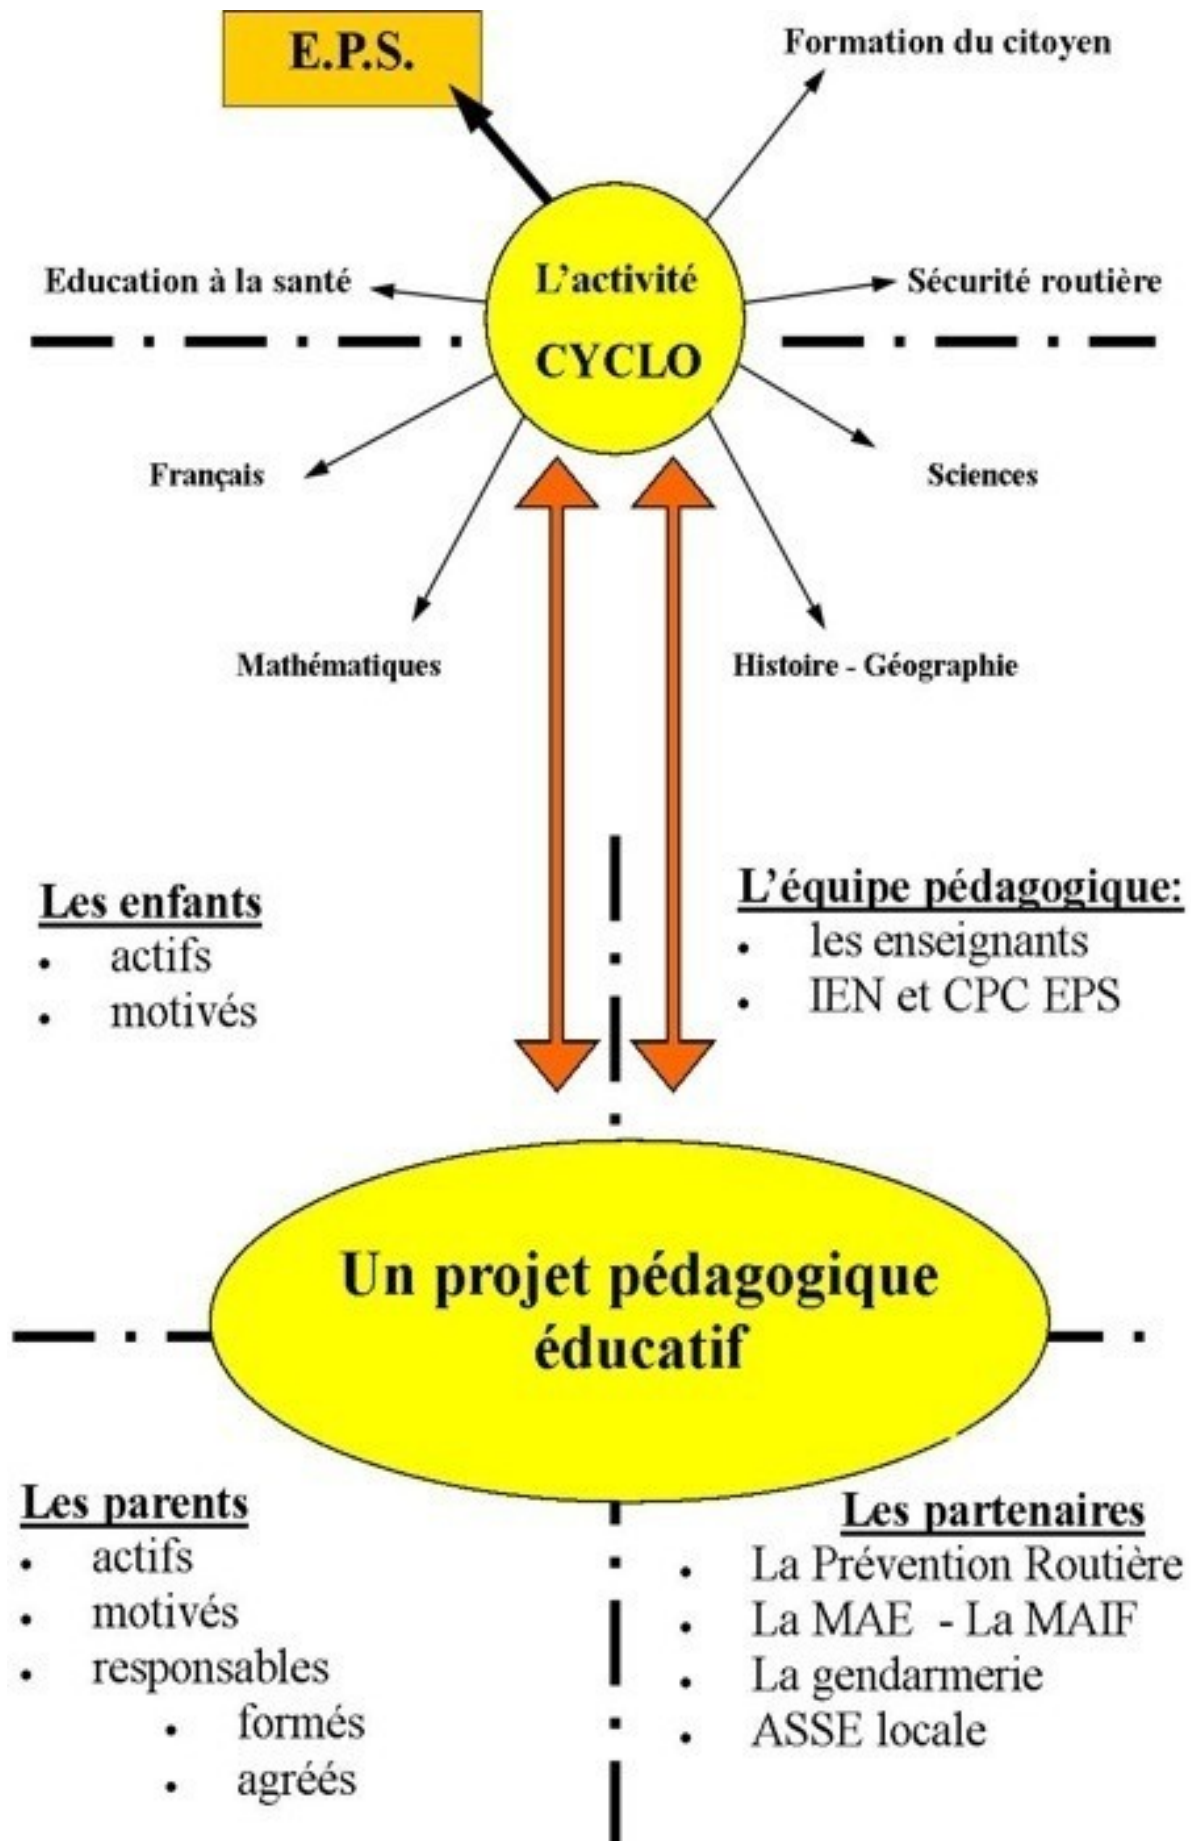 E.P.S.
Formation du citoyen
Education à la santé
L'activité
CYCLO
Sécurité routière
Français
Sciences
Mathématiques
Histoire - Géographie
Les enfants
• actifs
• motivés
L'équipe pédagogique:
• les enseignants
• IEN et CPC EPS
Un projet pédagogique
éducatif
Les parents
• actifs
• motivés
• responsables
• formés
• agréés
Les partenaires
• La Prévention Routière
• La MAE - La MAIF
• La gendarmerie
• ASSE locale